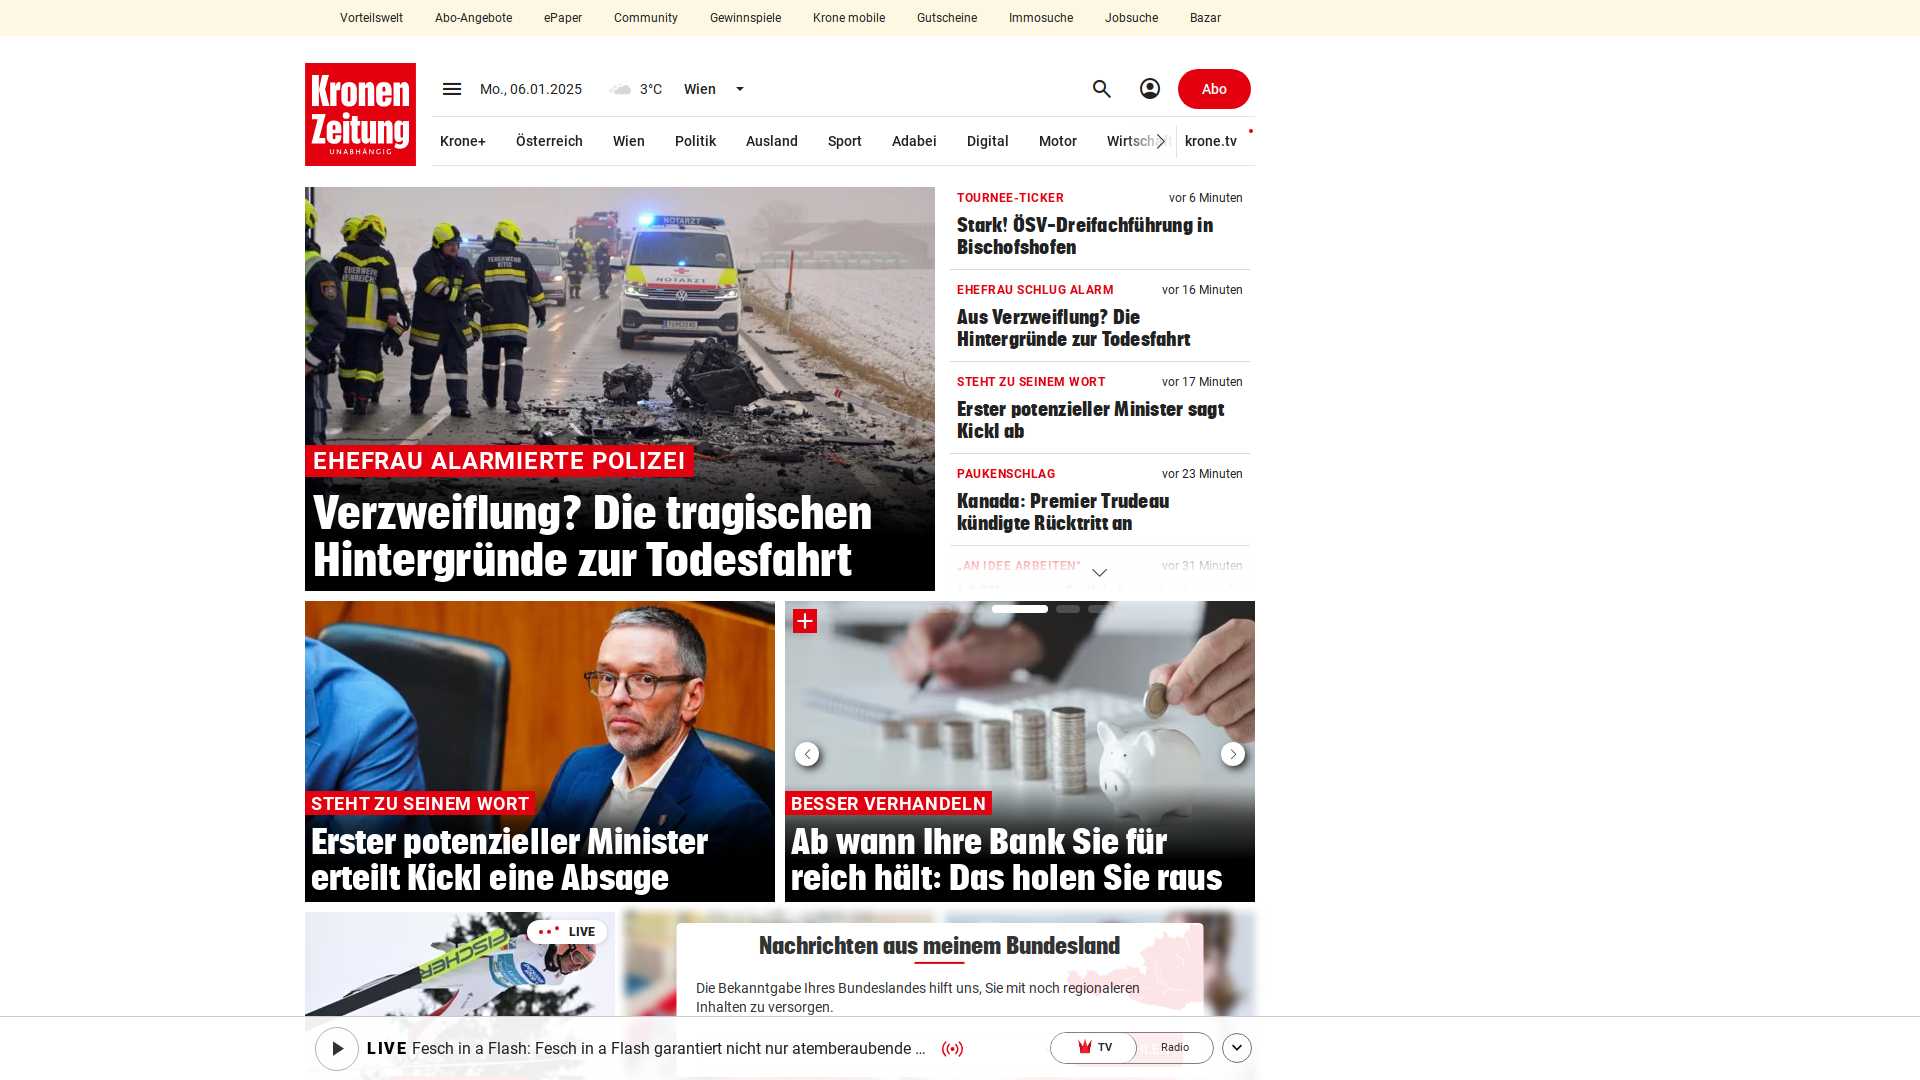 Vorteilswelt Abo-Angebote ePaper Community Gewinnspiele Krone mobile Gutscheine Immosuche Jobsuche Bazar
Kronen
Zeitung
UNABHÄNGIG
Mo., 06.01.2025 3°C Wien Abo
Krone+ Österreich Wien Politik Ausland Sport Adabei Digital Motor Wirtschaft krone.tv
NOTARZT
NOTARZT
EHEFRAU ALARMIERTE POLIZEI
Verzweiflung? Die tragischen
Hintergründe zur Todesfahrt
TOURNEE-TICKER vor 6 Minuten
Stark! ÖSV-Dreifachführung in
Bischofshofen
EHEFRAU SCHLUG ALARM vor 16 Minuten
Aus Verzweiflung? Die
Hintergründe zur Todesfahrt
STEHT ZU SEINEM WORT vor 17 Minuten
Erster potenzieller Minister sagt
Kickl ab
PAUKENSCHLAG vor 23 Minuten
Kanada: Premier Trudeau
kündigte Rücktritt an
„AN IDEE ARBEITEN“ vor 31 Minuten
STEHT ZU SEINEM WORT
Erster potenzieller Minister
erteilt Kickl eine Absage
BESSER VERHANDELN
Ab wann Ihre Bank Sie für
reich hält: Das holen Sie raus
LIVE
FISCHER
Nachrichten aus meinem Bundesland
Die Bekanntgabe Ihres Bundeslandes hilft uns, Sie mit noch regionaleren
Inhalten zu versorgen.
LIVE Fesch in a Flash: Fesch in a Flash garantiert nicht nur atemberaubende ...
TV Radio